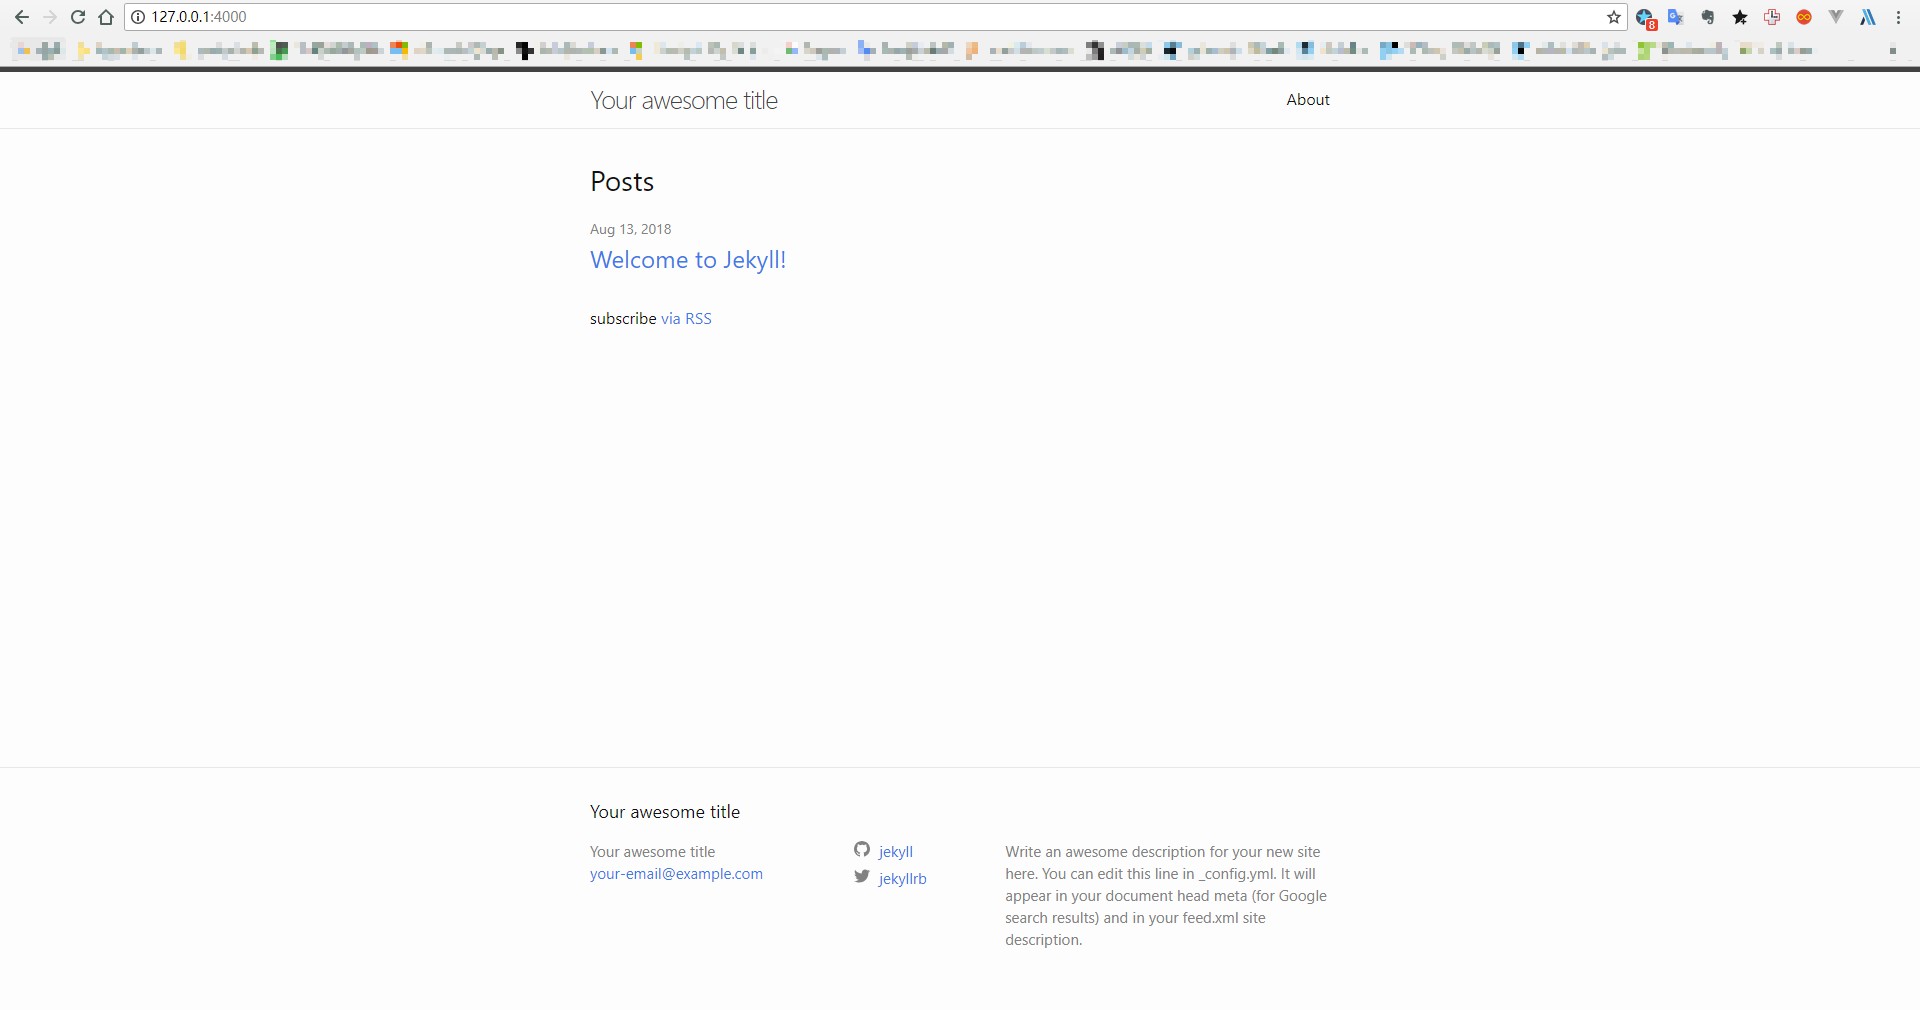 127.0.0.1:4000
8
Your awesome title
About
Posts
Aug 13, 2018
Welcome to Jekyll!
subscribe via RSS
Your awesome title
Your awesome title
your-email@example.com
jekyll
jekyllrb
Write an awesome description for your new site
here. You can edit this line in _config.yml. It will
appear in your document head meta (for Google
search results) and in your feed.xml site
description.